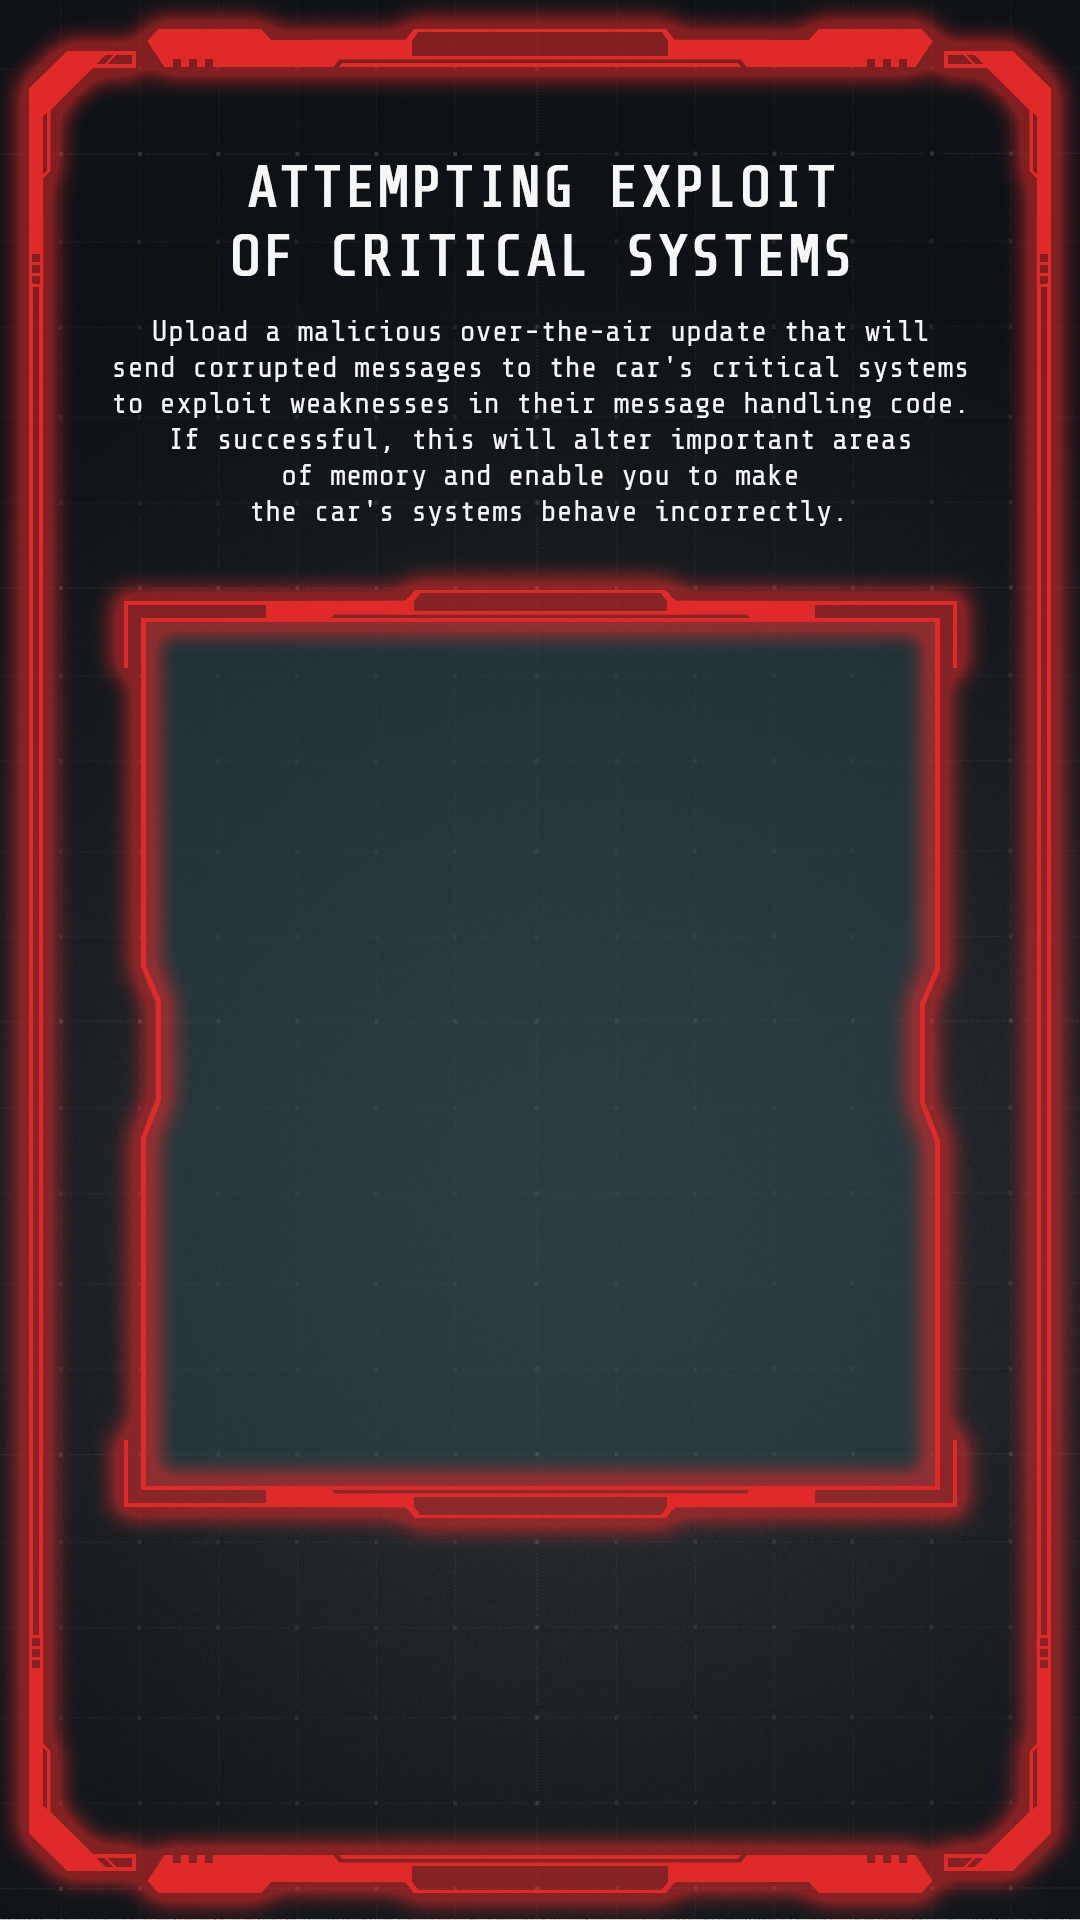 ATTEMPTING EXPLOIT
OF CRITICAL SYSTEMS
Upload a malicious over-the-air update that will
send corrupted messages to the car's critical systems
to exploit weaknesses in their message handling code.
If successful, this will alter important areas
of memory and enable you to make
the car's systems behave incorrectly.